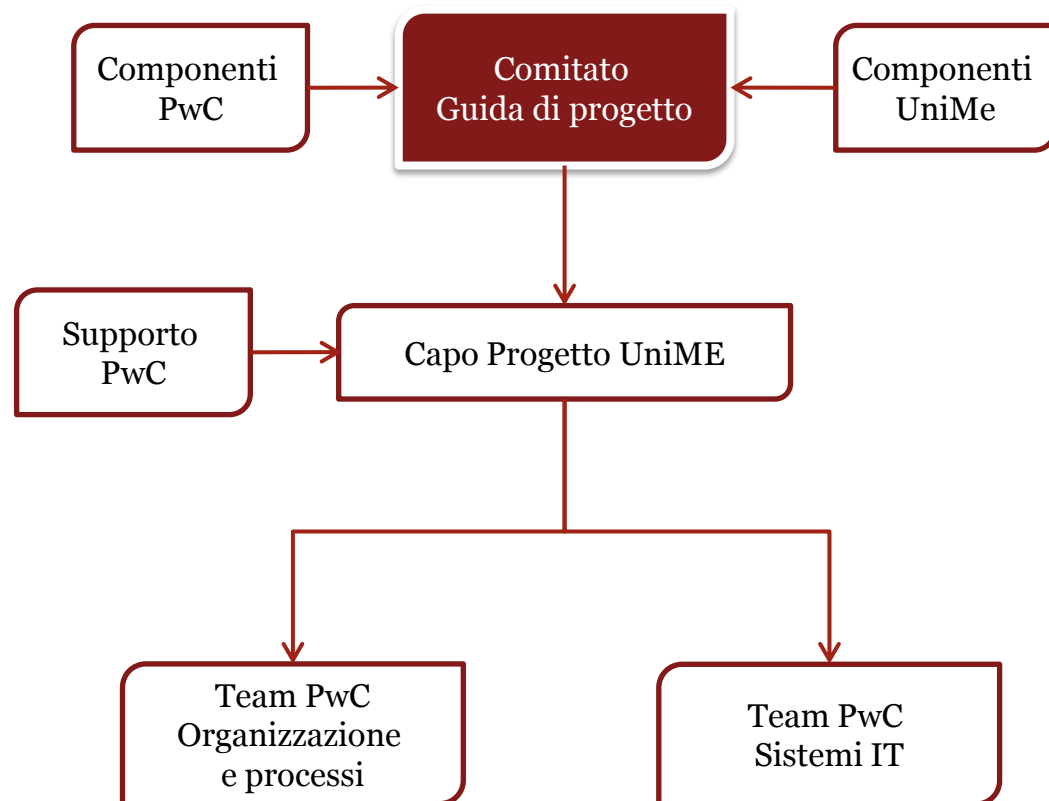 Componenti
PwC
Comitato
Guida di progetto
Componenti
UniMe
Supporto
PwC
Capo Progetto UniME
Team PwC
Organizzazione
e processi
Team PwC
Sistemi IT